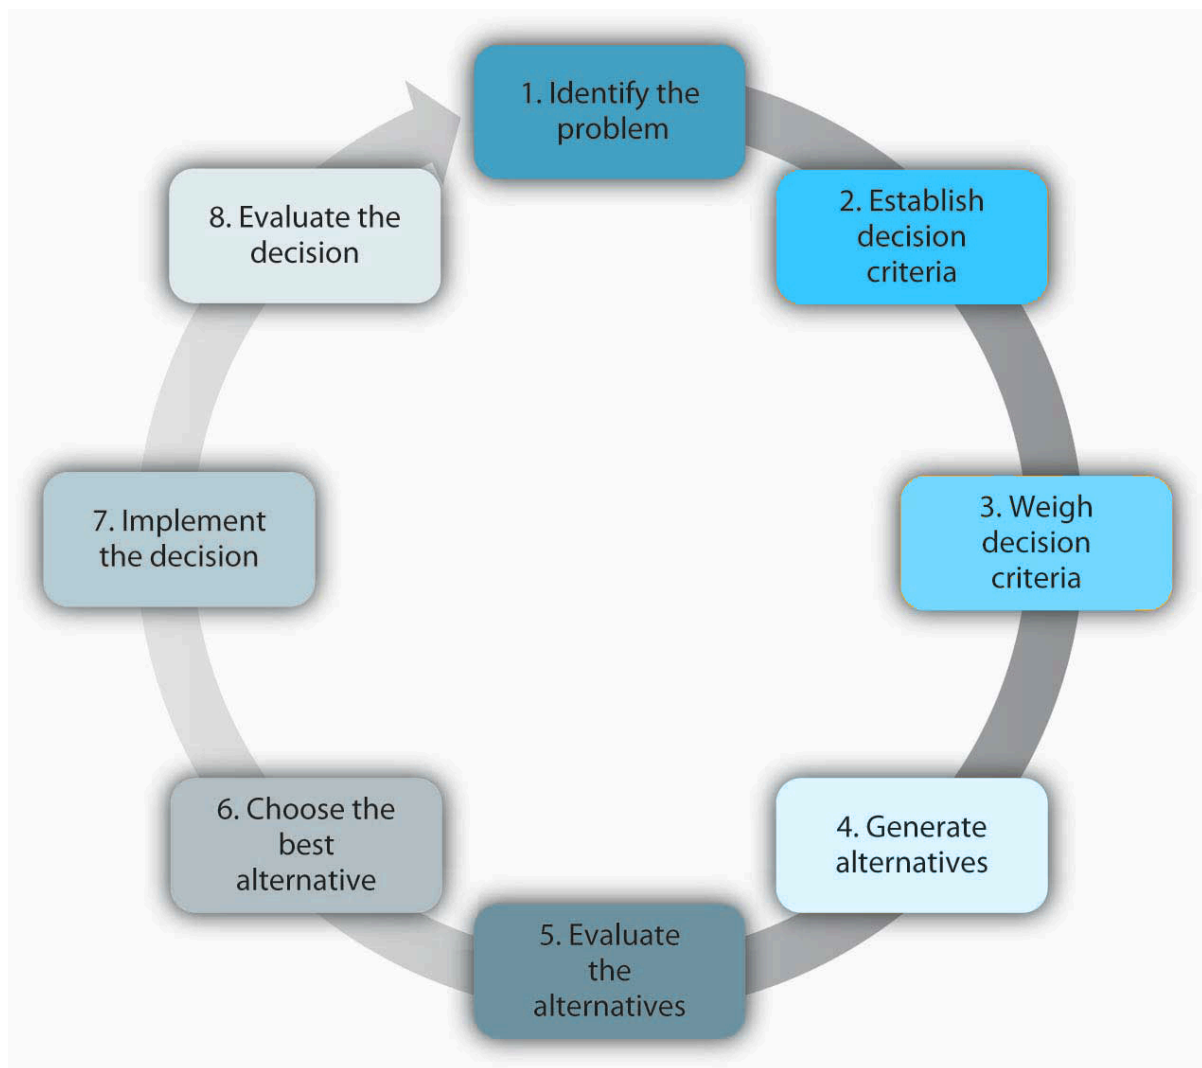 1. Identify the
problem
2. Establish
decision
criteria
3. Weigh
decision
criteria
4. Generate
alternatives
5. Evaluate
the
alternatives
6. Choose the
best
alternative
7. Implement
the decision
8. Evaluate the
decision